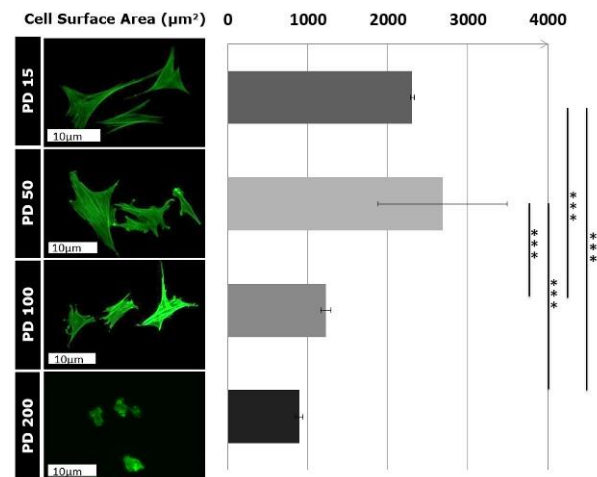 Cell Surface Area (µm²)
0 1000 2000 3000 4000
PD 15
10µm
PD 50
10µm
PD 100
10µm
PD 200
10µm
***
***
***
***